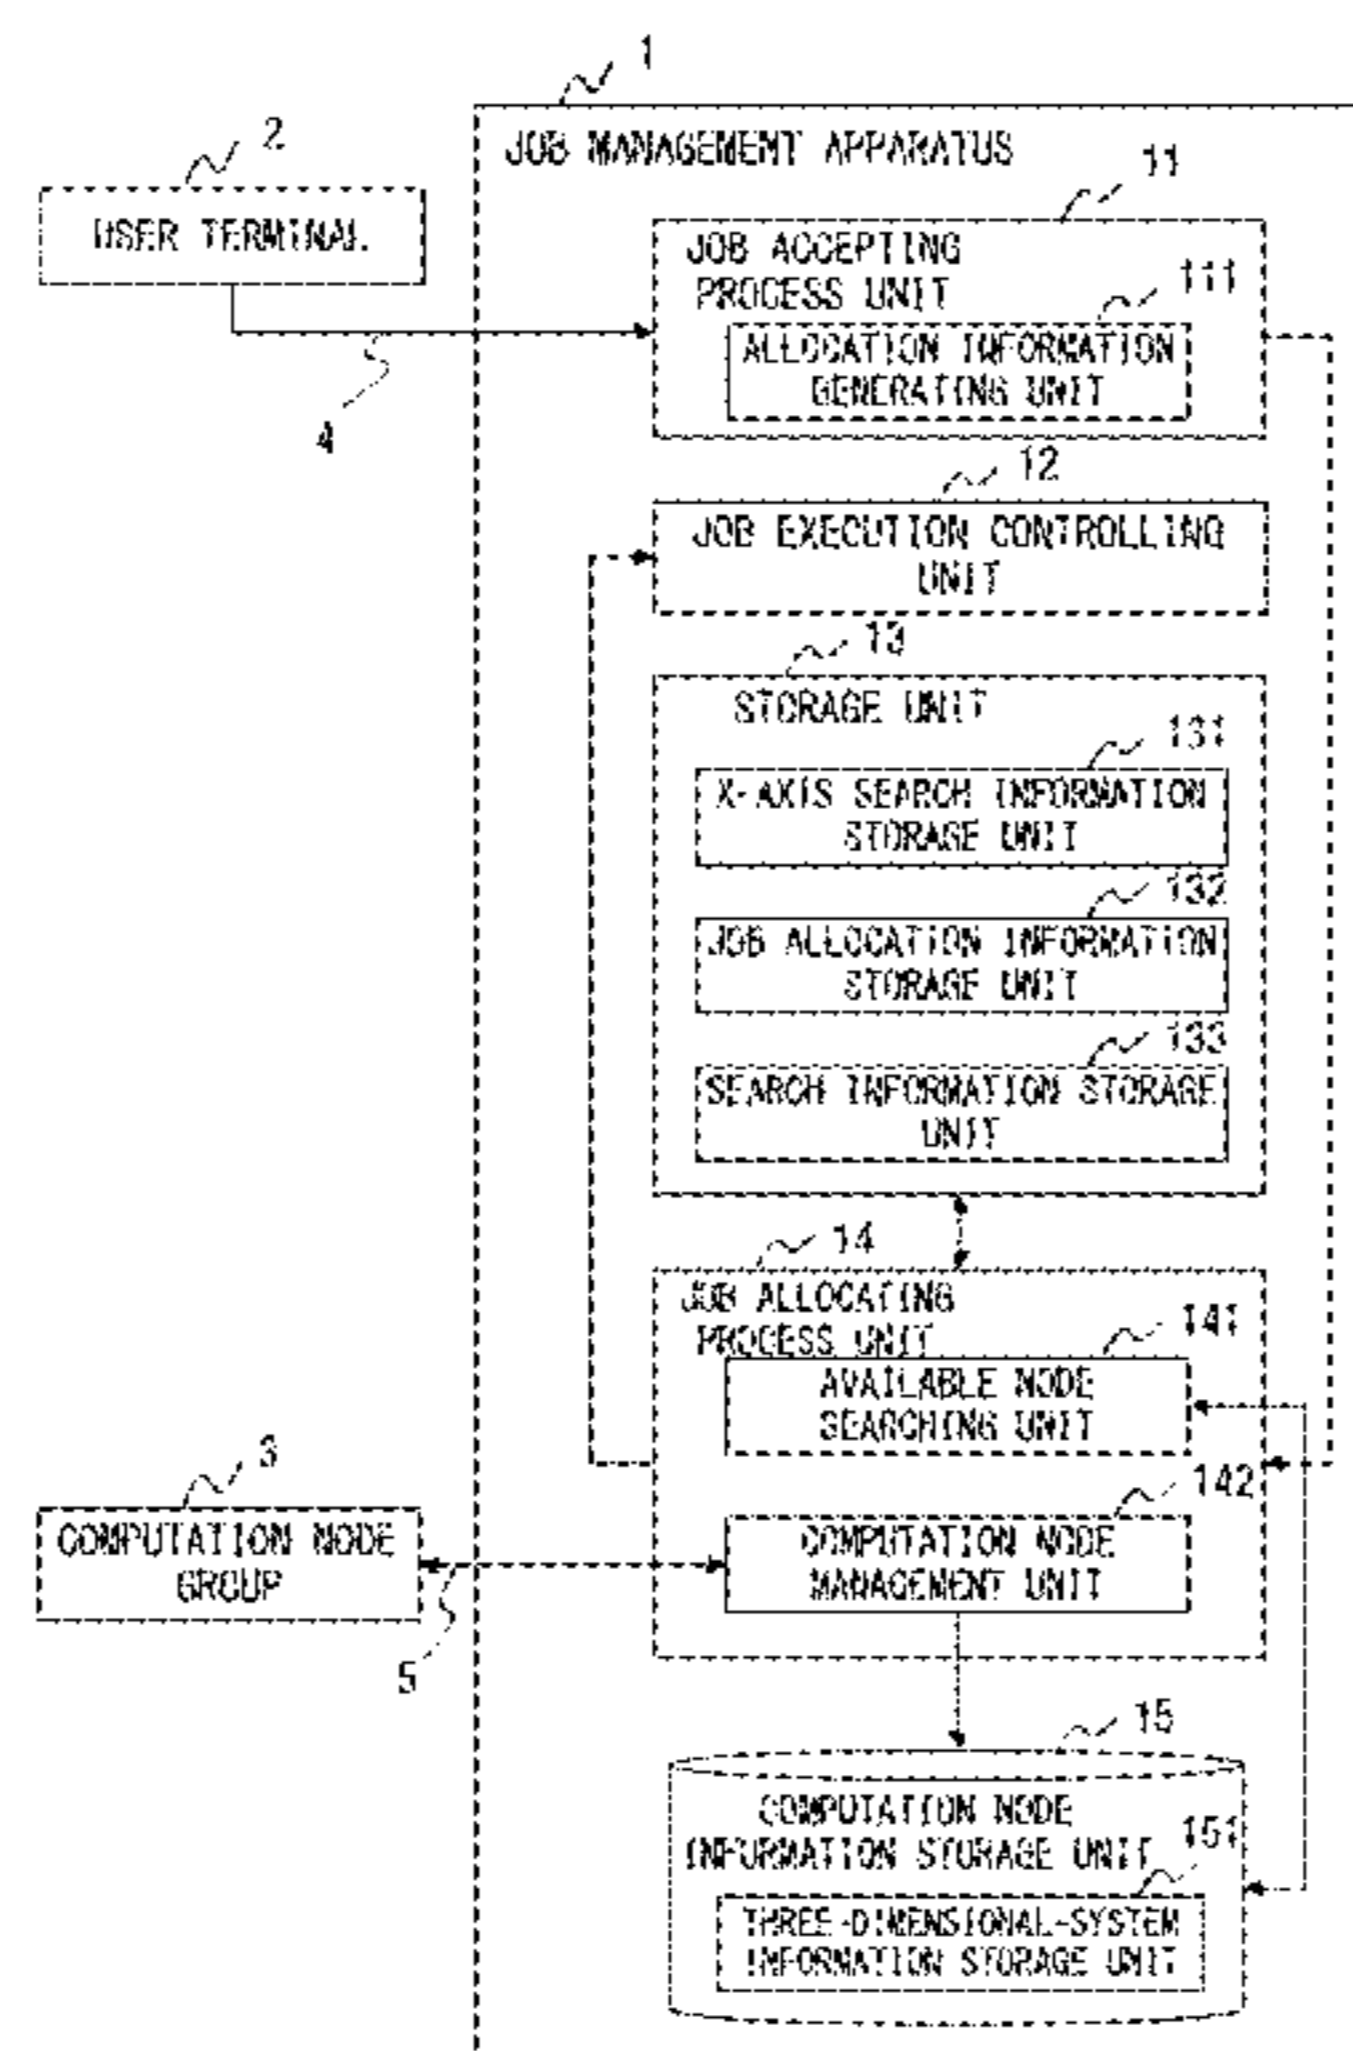 1
JOB MANAGEMENT APPARATUS
2
USER TERMINAL
4
11
JOB ACCEPTING
PROCESS UNIT
111
ALLOCATION INFORMATION
GENERATING UNIT
12
JOB EXECUTION CONTROLLING
UNIT
13
STORAGE UNIT
131
X-AXIS SEARCH INFORMATION
STORAGE UNIT
132
JOB ALLOCATION INFORMATION
STORAGE UNIT
133
SEARCH INFORMATION STORAGE
UNIT
14
JOB ALLOCATING
PROCESS UNIT
141
AVAILABLE NODE
SEARCHING UNIT
142
COMPUTATION NODE
MANAGEMENT UNIT
3
COMPUTATION NODE
GROUP
5
15
COMPUTATION NODE
INFORMATION STORAGE UNIT
151
THREE-DIMENSIONAL-SYSTEM
INFORMATION STORAGE UNIT